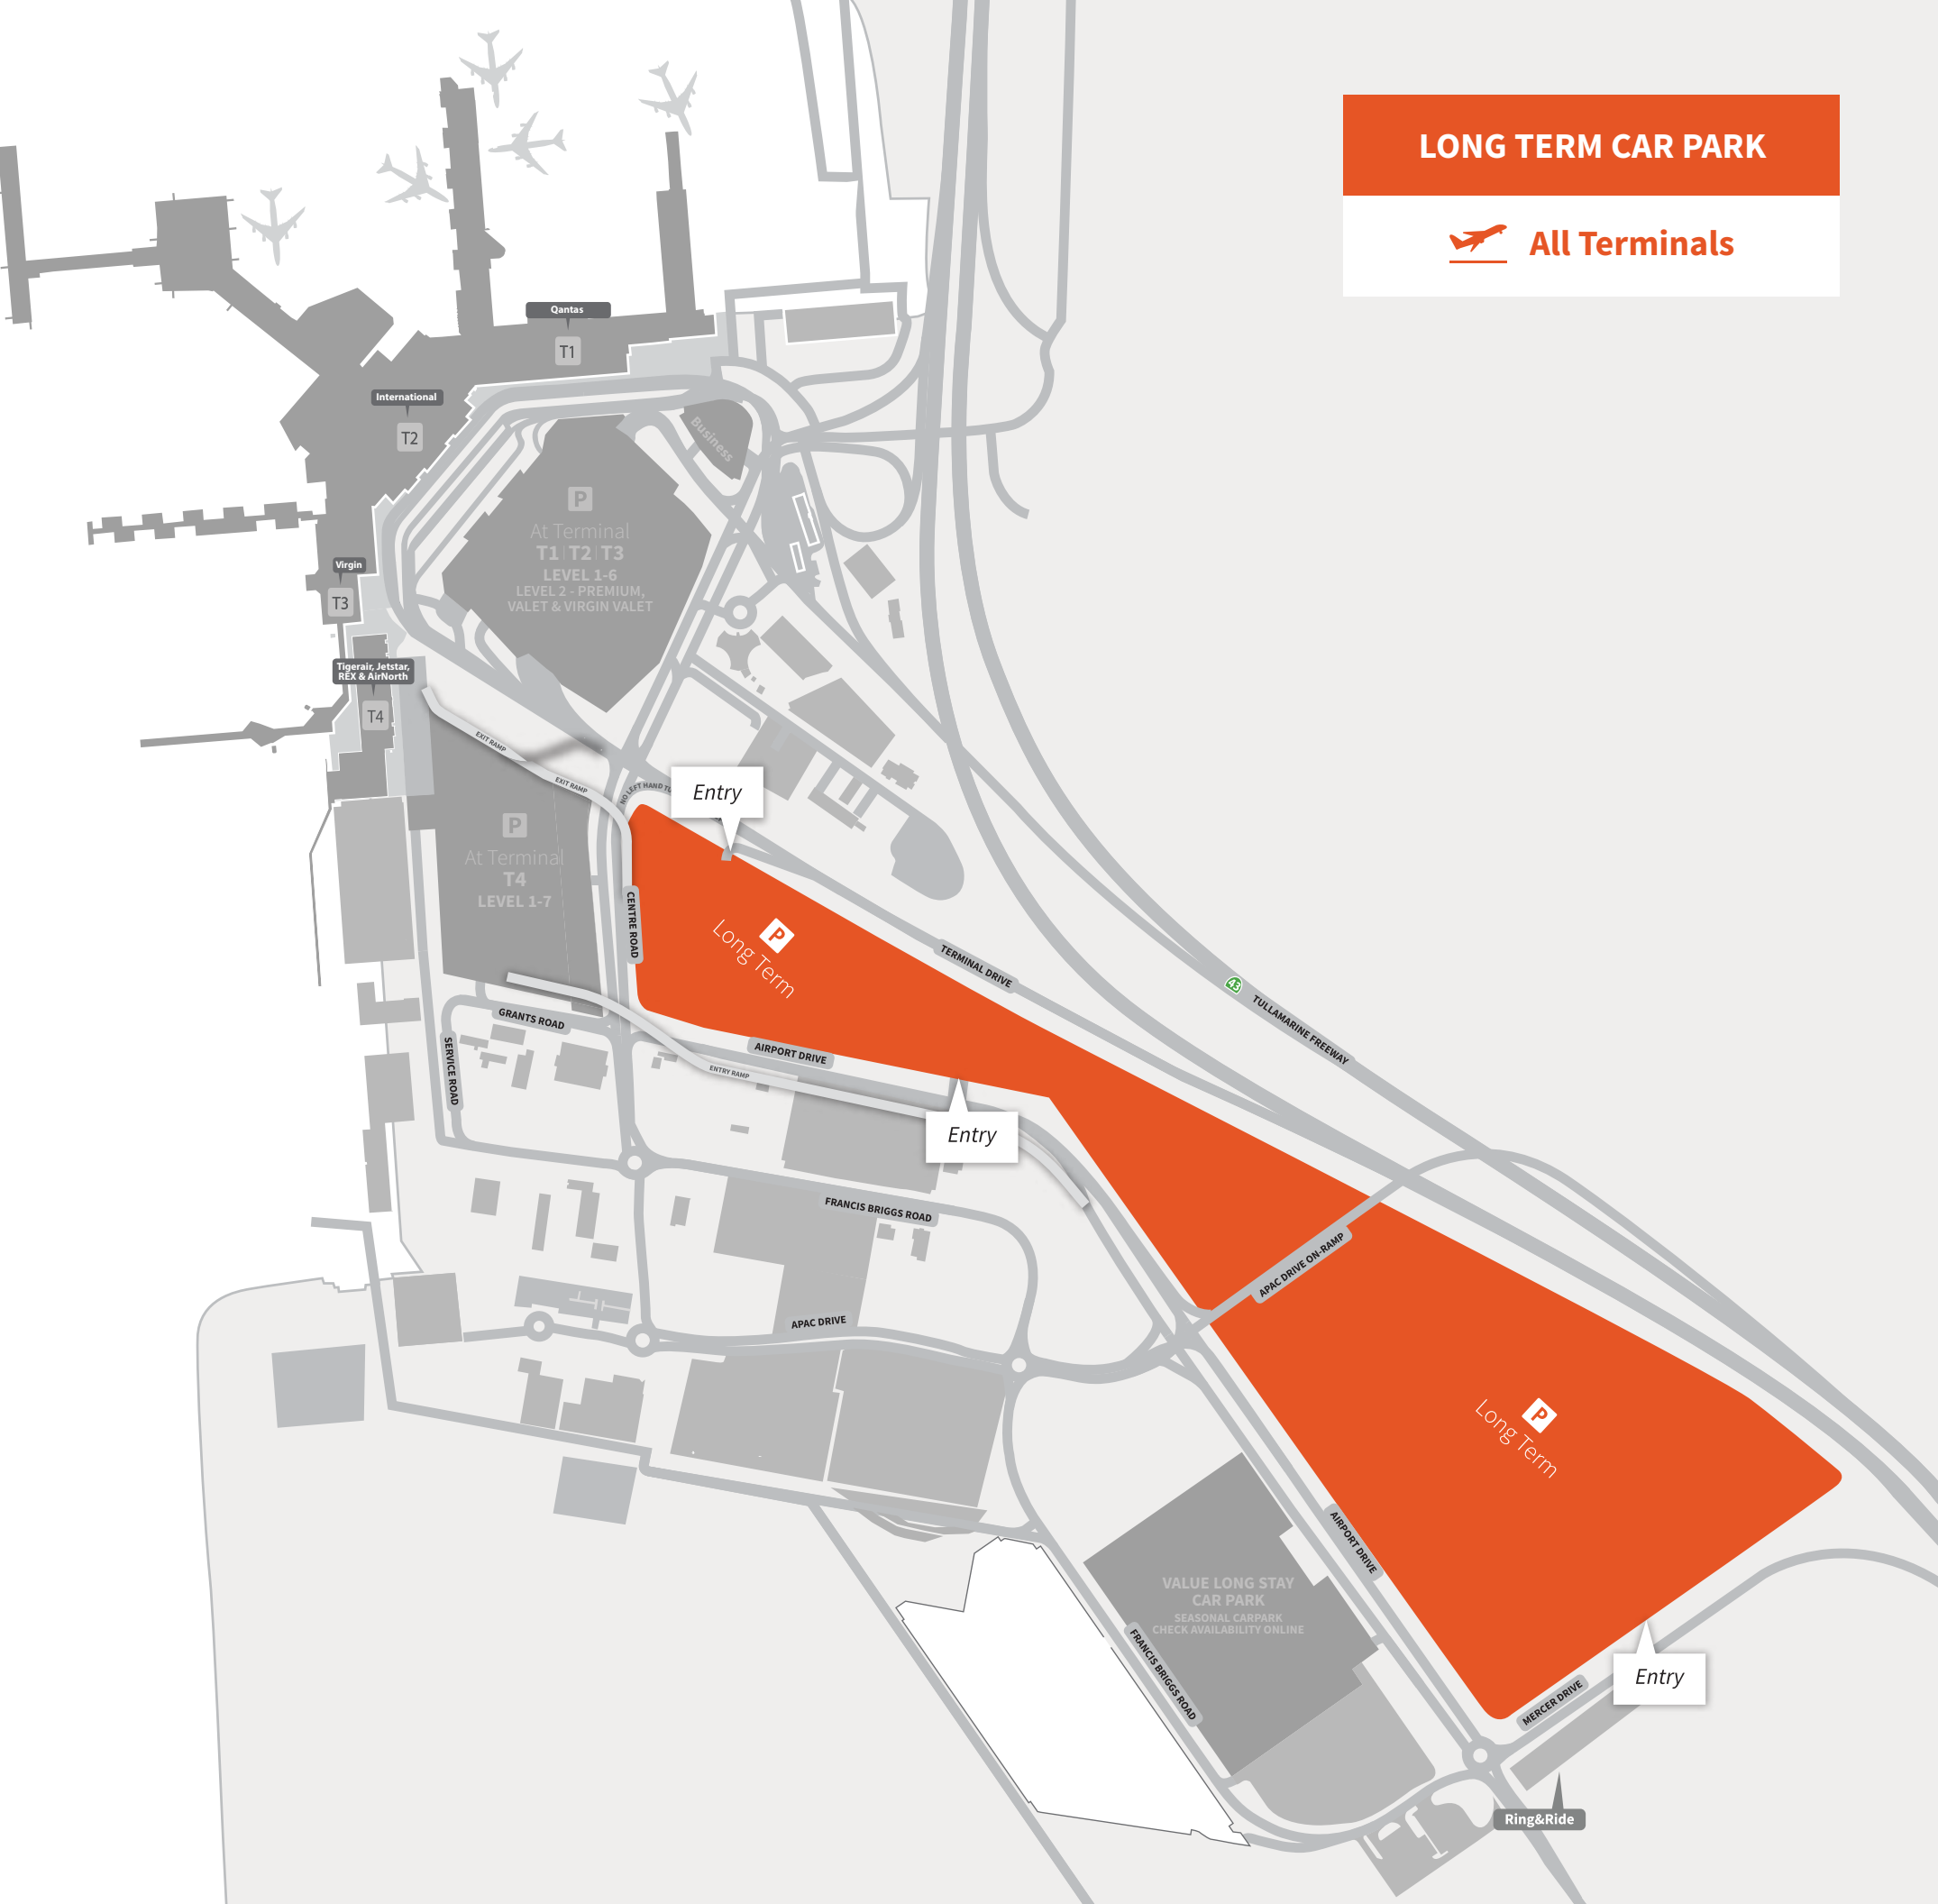 LONG TERM CAR PARK
All Terminals
Qantas
T1
International
T2
Business
P
At Terminal
T1 | T2 | T3
LEVEL 1-6
LEVEL 2 - PREMIUM,
VALET & VIRGIN VALET
Virgin
T3
Tigerair, Jetstar,
REX & AirNorth
T4
EXIT RAMP
EXIT RAMP
NO LEFT HAND
Entry
P
At Terminal
T4
LEVEL 1-7
CENTRE ROAD
P
Long Term
TERMINAL DRIVE
43
TULLAMARINE FREEWAY
GRANTS ROAD
SERVICE ROAD
AIRPORT DRIVE
ENTRY RAMP
Entry
FRANCIS BRIGGS ROAD
APAC DRIVE ON-RAMP
APAC DRIVE
P
Long Term
AIRPORT DRIVE
VALUE LONG STAY
CAR PARK
SEASONAL CARPARK
CHECK AVAILABILITY ONLINE
FRANCIS BRIGGS ROAD
Entry
MERCER DRIVE
Ring&Ride